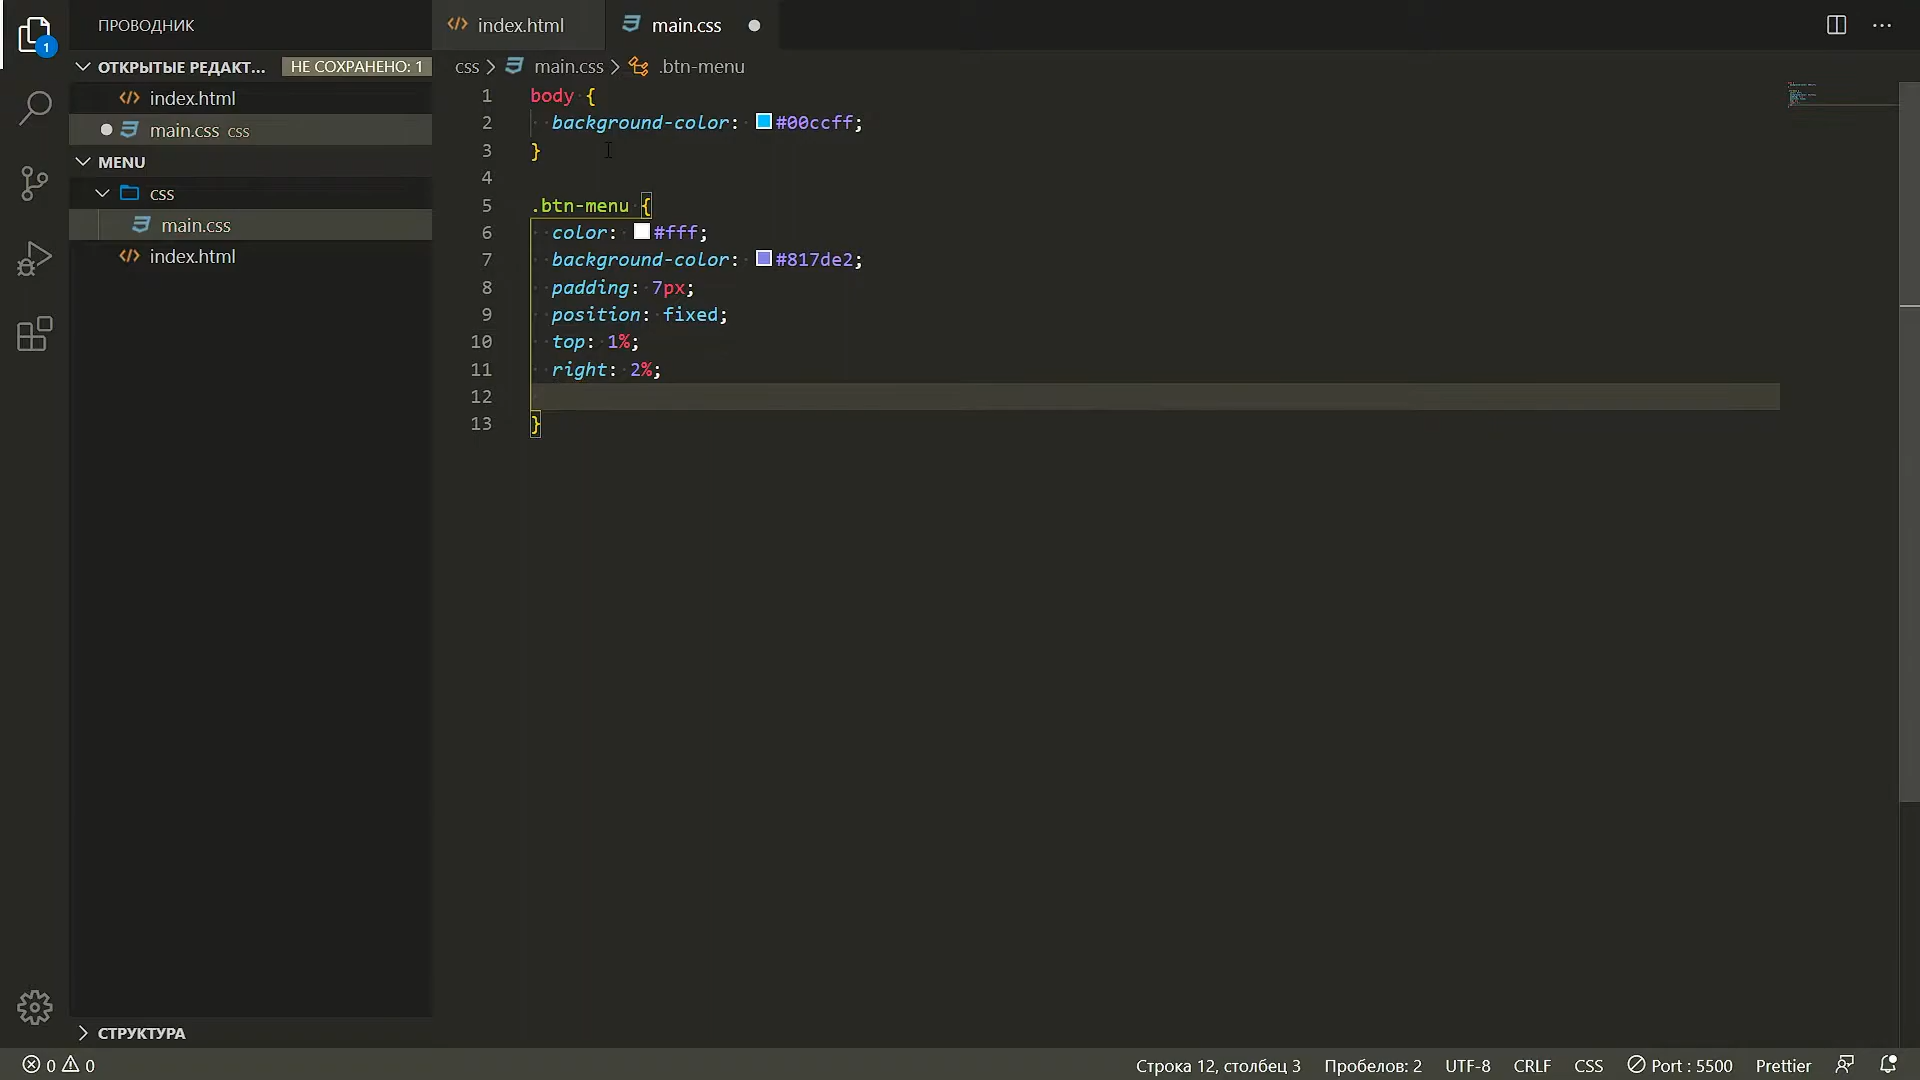 ПРОВОДНИК
ОТКРЫТЫЕ РЕДАКТ... НЕ СОХРАНЕНО: 1
index.html
main.css css
MENU
css
main.css
index.html
СТРУКТУРА
1
index.html
main.css
css > main.css > .btn-menu
1 body {
2 background-color: #00ccff;
3 }
4
5 .btn-menu {
6 color: #fff;
7 background-color: #817de2;
8 padding: 7px;
9 position: fixed;
10 top: 1%;
11 right: 2%;
12
13 }
0 0 Строка 12, столбец 3 Пробелов: 2 UTF-8 CRLF CSS Port : 5500 Prettier